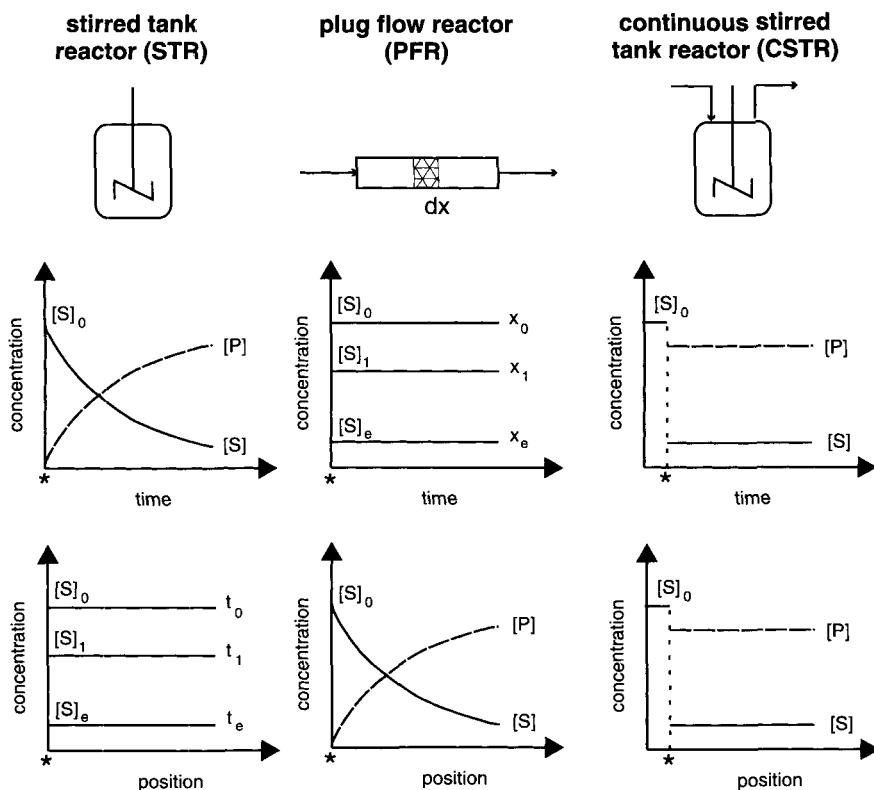 stirred tank
reactor (STR)
plug flow reactor
(PFR)
continuous stirred
tank reactor (CSTR)
dx
concentration
[S]₀
[P]
[S]
*
time
concentration
[S]₀
x₀
[S]₁
x₁
[S]ₑ
xₑ
*
time
concentration
[S]₀
[P]
[S]
*
time
concentration
[S]₀
t₀
[S]₁
t₁
[S]ₑ
tₑ
*
position
concentration
[S]₀
[P]
[S]
*
position
concentration
[S]₀
[P]
[S]
*
position